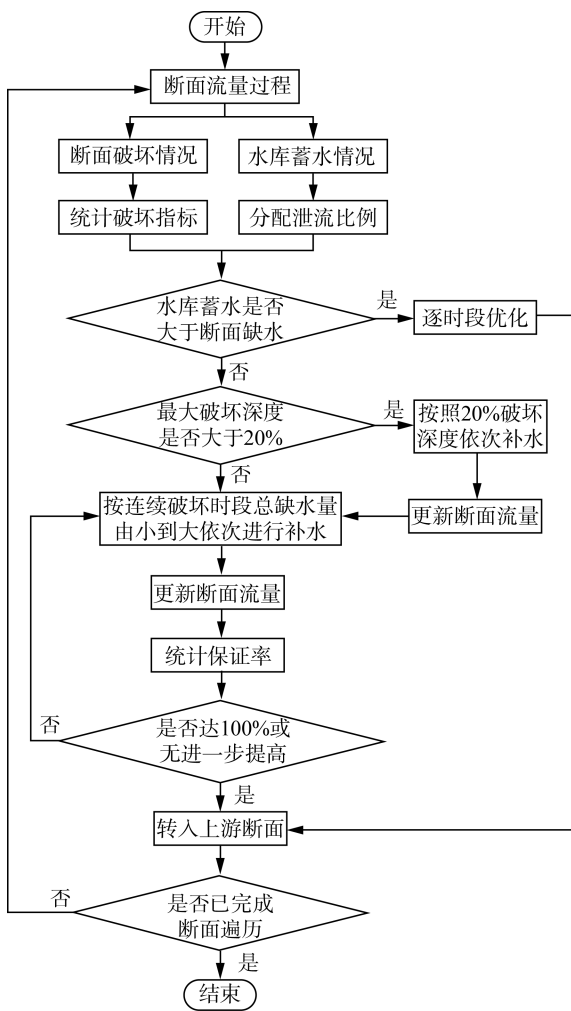 开始
断面流量过程
断面破坏情况
水库蓄水情况
统计破坏指标
分配泄流比例
水库蓄水是否
大于断面缺水
是
逐时段优化
否
最大破坏深度
是否大于20%
是
按照20%破坏
深度依次补水
否
按连续破坏时段总缺水量
由小到大依次进行补水
更新断面流量
更新断面流量
统计保证率
是否达100%或
无进一步提高
否
是
转入上游断面
是否已完成
断面遍历
否
是
结束